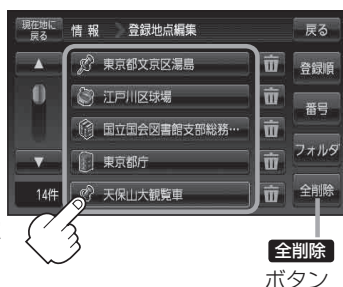 現在地に
戻る
情 報 登録地点編集 戻る
▲ 東京都文京区湯島 登録順
江戸川区球場 番号
国立国会図書館支部総務… フォルダ
▼ 東京都庁
14件 天保山大観覧車 全削除
全削除
ボタン